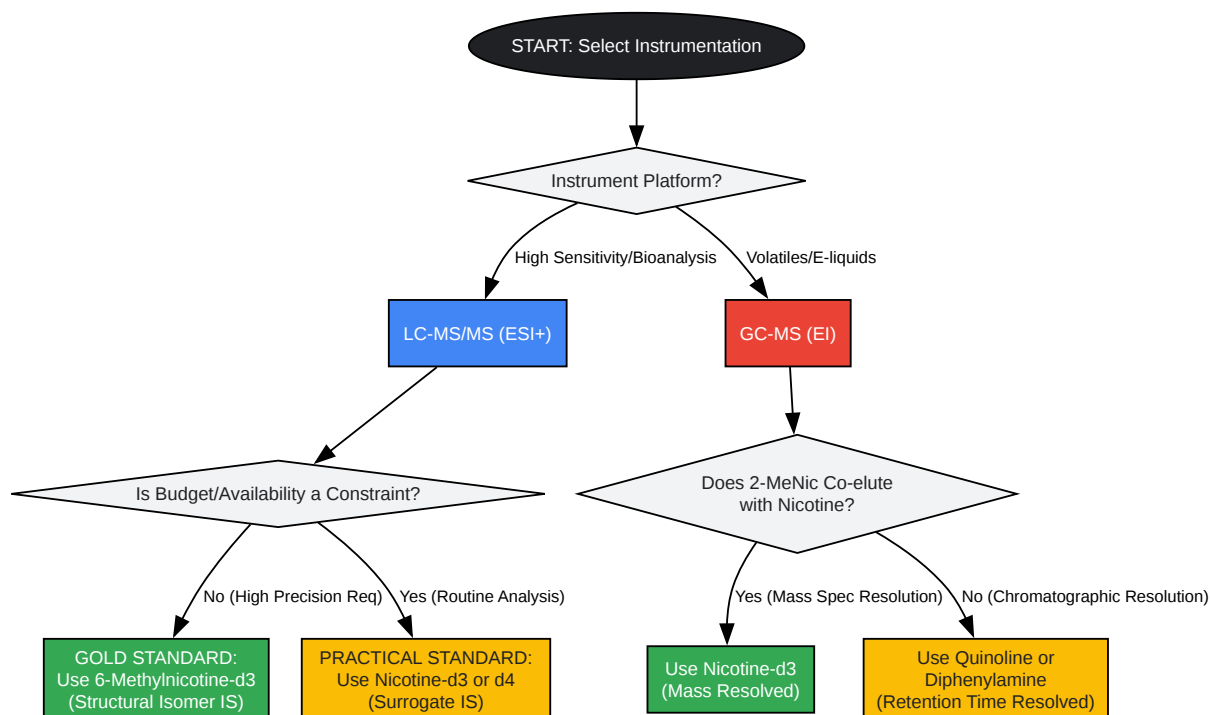 START: Select Instrumentation
Instrument Platform?
High Sensitivity/Bioanalysis
Volatiles/E-liquids
LC-MS/MS (ESI+)
GC-MS (EI)
Is Budget/Availability a Constraint?
Does 2-MeNic Co-elute
with Nicotine?
No (High Precision Req)
Yes (Routine Analysis)
Yes (Mass Spec Resolution)
No (Chromatographic Resolution)
GOLD STANDARD:
Use 6-Methylnicotine-d3
(Structural Isomer IS)
PRACTICAL STANDARD:
Use Nicotine-d3 or d4
(Surrogate IS)
Use Nicotine-d3
(Mass Resolved)
Use Quinoline or
Diphenylamine
(Retention Time Resolved)